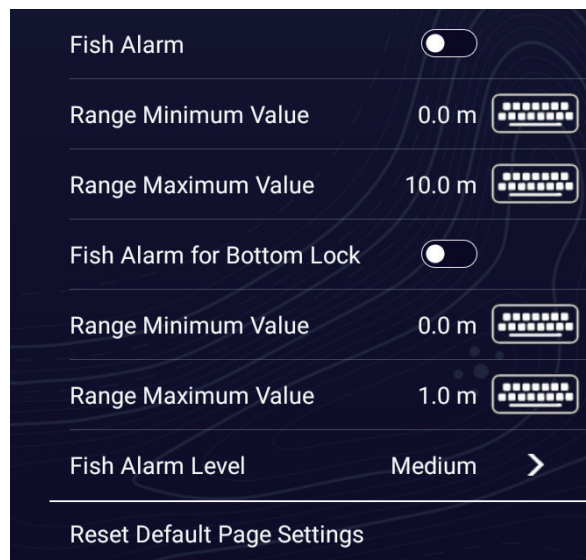 Fish Alarm
Range Minimum Value 0.0 m
Range Maximum Value 10.0 m
Fish Alarm for Bottom Lock
Range Minimum Value 0.0 m
Range Maximum Value 1.0 m
Fish Alarm Level Medium
Reset Default Page Settings